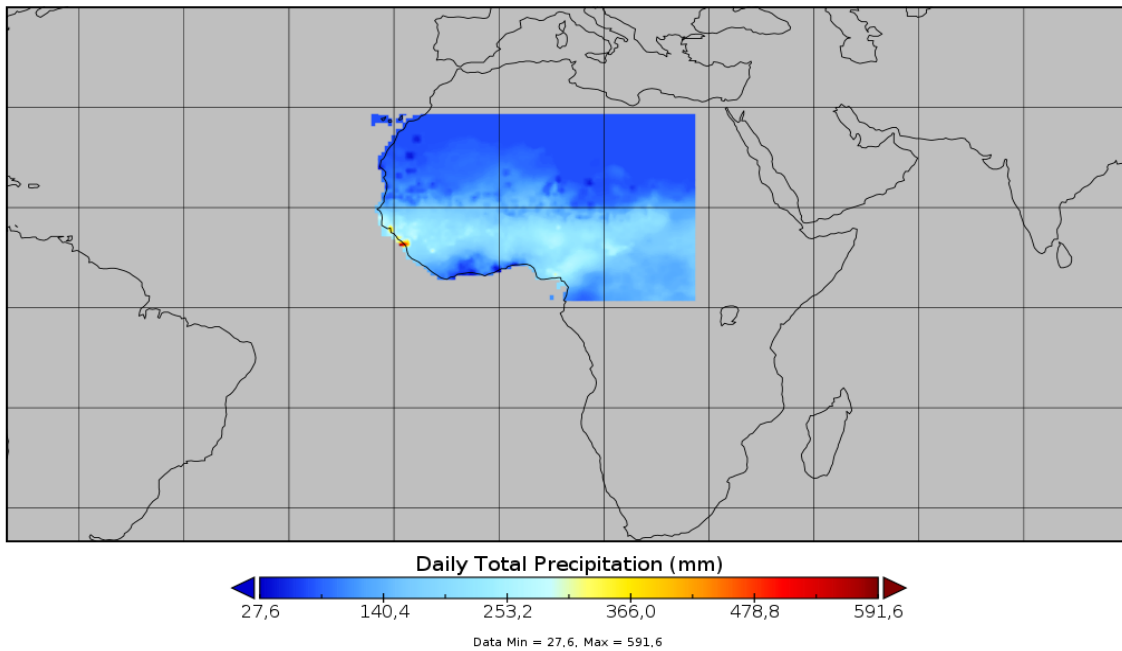 Daily Total Precipitation (mm)
27,6 140,4 253,2 366,0 478,8 591,6
Data Min = 27,6, Max = 591,6